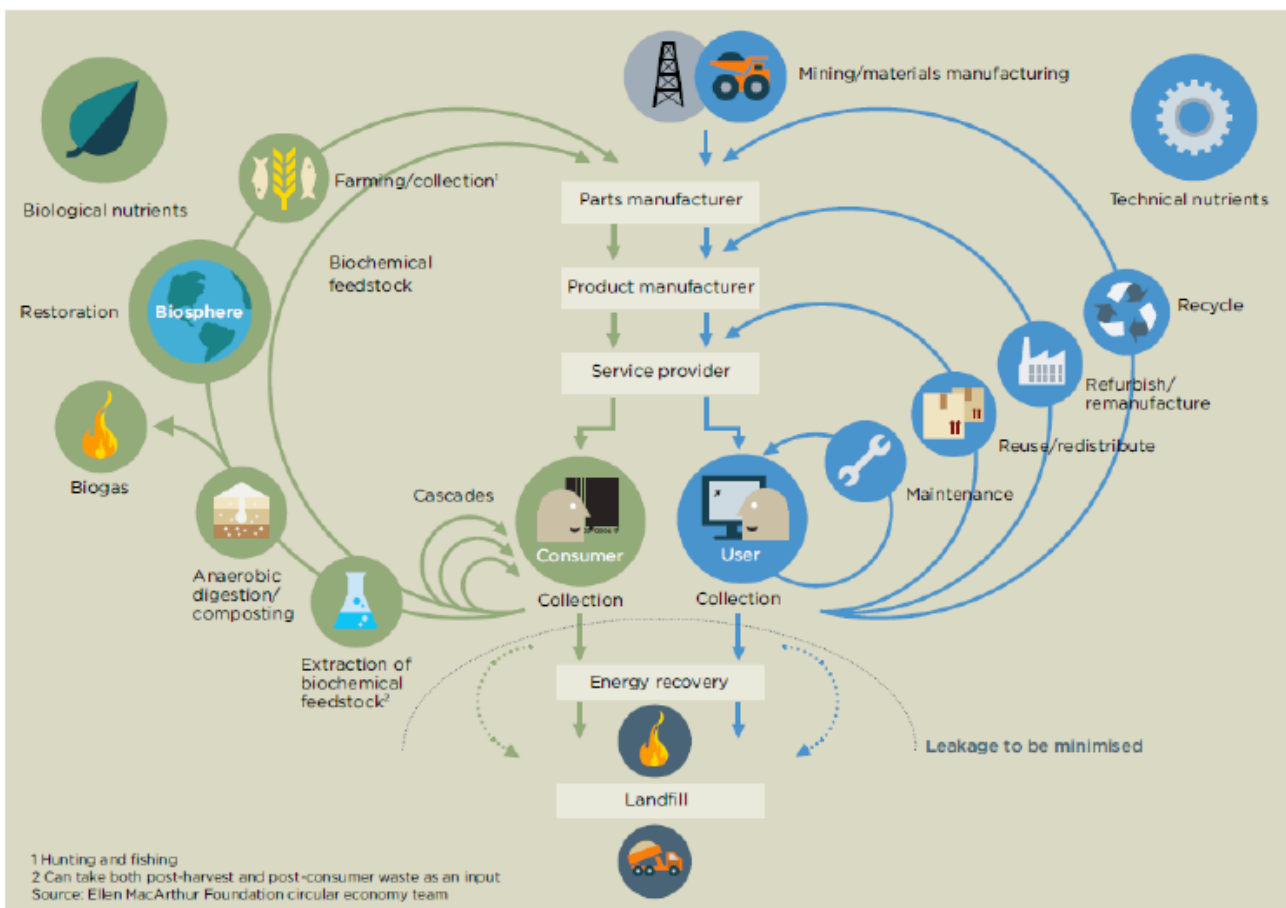 Mining/materials manufacturing
Biological nutrients
Farming/collection¹
Technical nutrients
Parts manufacturer
Biochemical
feedstock
Product manufacturer
Restoration
Biosphere
Recycle
Service provider
Refurbish/
remanufacture
Reuse/redistribute
Biogas
Cascades
Maintenance
Consumer
User
Anaerobic
digestion/
composting
Collection
Collection
Extraction of
biochemical
feedstock²
Energy recovery
Leakage to be minimised
Landfill
1 Hunting and fishing
2 Can take both post-harvest and post-consumer waste as an input
Source: Ellen MacArthur Foundation circular economy team